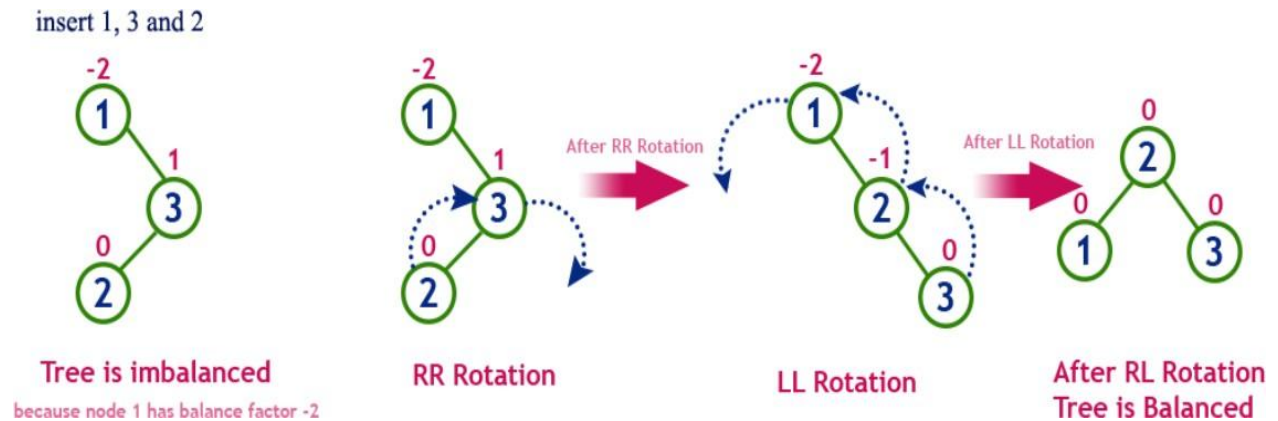 insert 1, 3 and 2
-2
1
1
3
0
2
Tree is imbalanced
because node 1 has balance factor -2
-2
1
1
3
0
2
RR Rotation
After RR Rotation
-2
1
-1
2
0
3
LL Rotation
After LL Rotation
0
2
0
1
0
3
After RL Rotation
Tree is Balanced